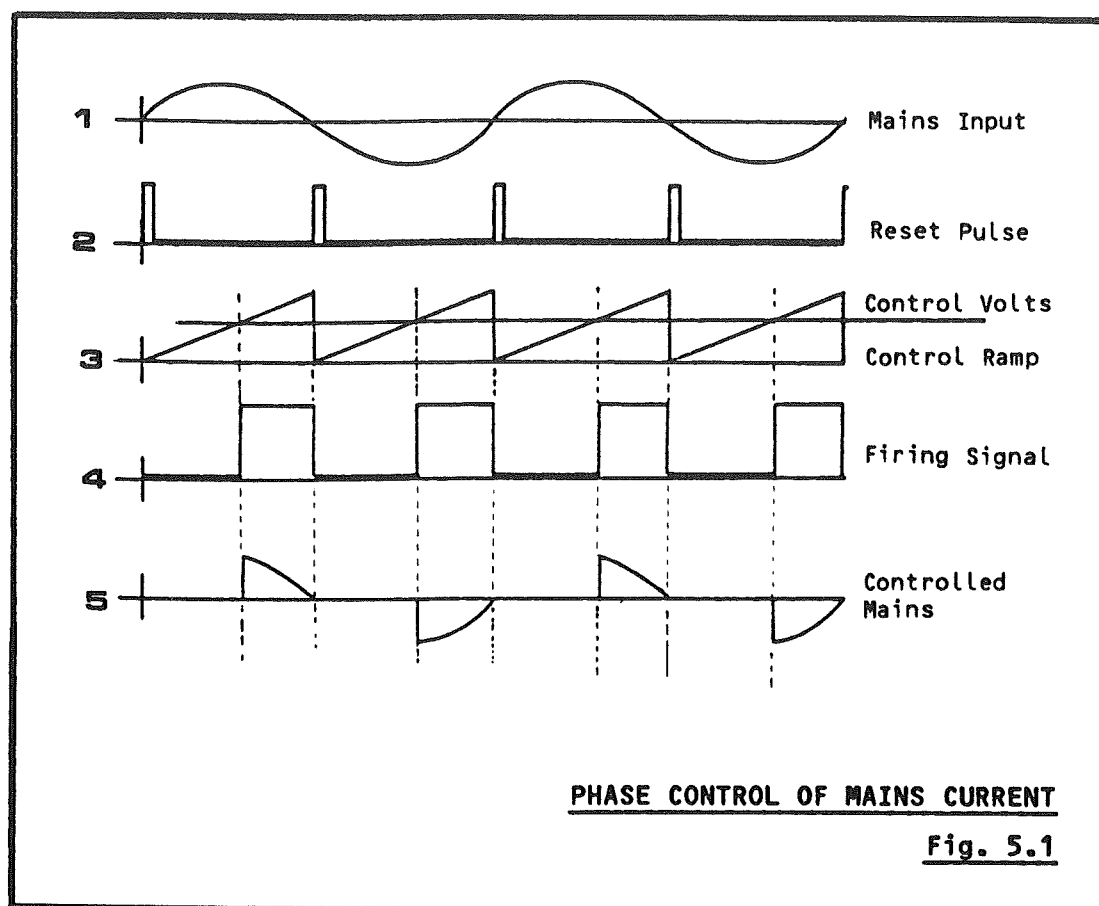 1 Mains Input
2 Reset Pulse
Control Volts
3 Control Ramp
4 Firing Signal
5 Controlled
Mains
PHASE CONTROL OF MAINS CURRENT
Fig. 5.1